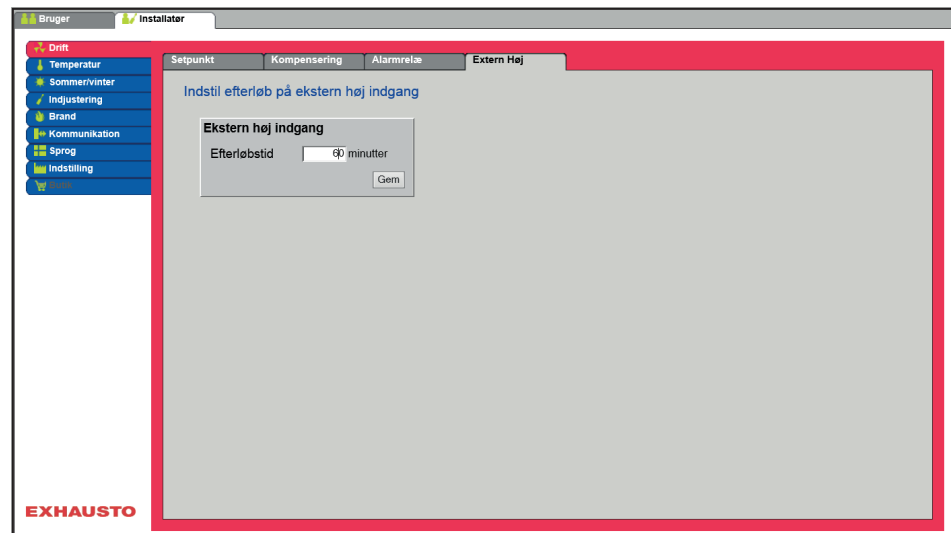 Bruger Installatør
Drift
Temperatur
Sommer/vinter
Indjustering
Brand
Kommunikation
Sprog
Indstilling
Butik
Setpunkt Kompensering Alarmrelæ Extern Høj
Indstil efterløb på ekstern høj indgang
Ekstern høj indgang
Efterløbstid 60 minutter
Gem
EXHAUSTO